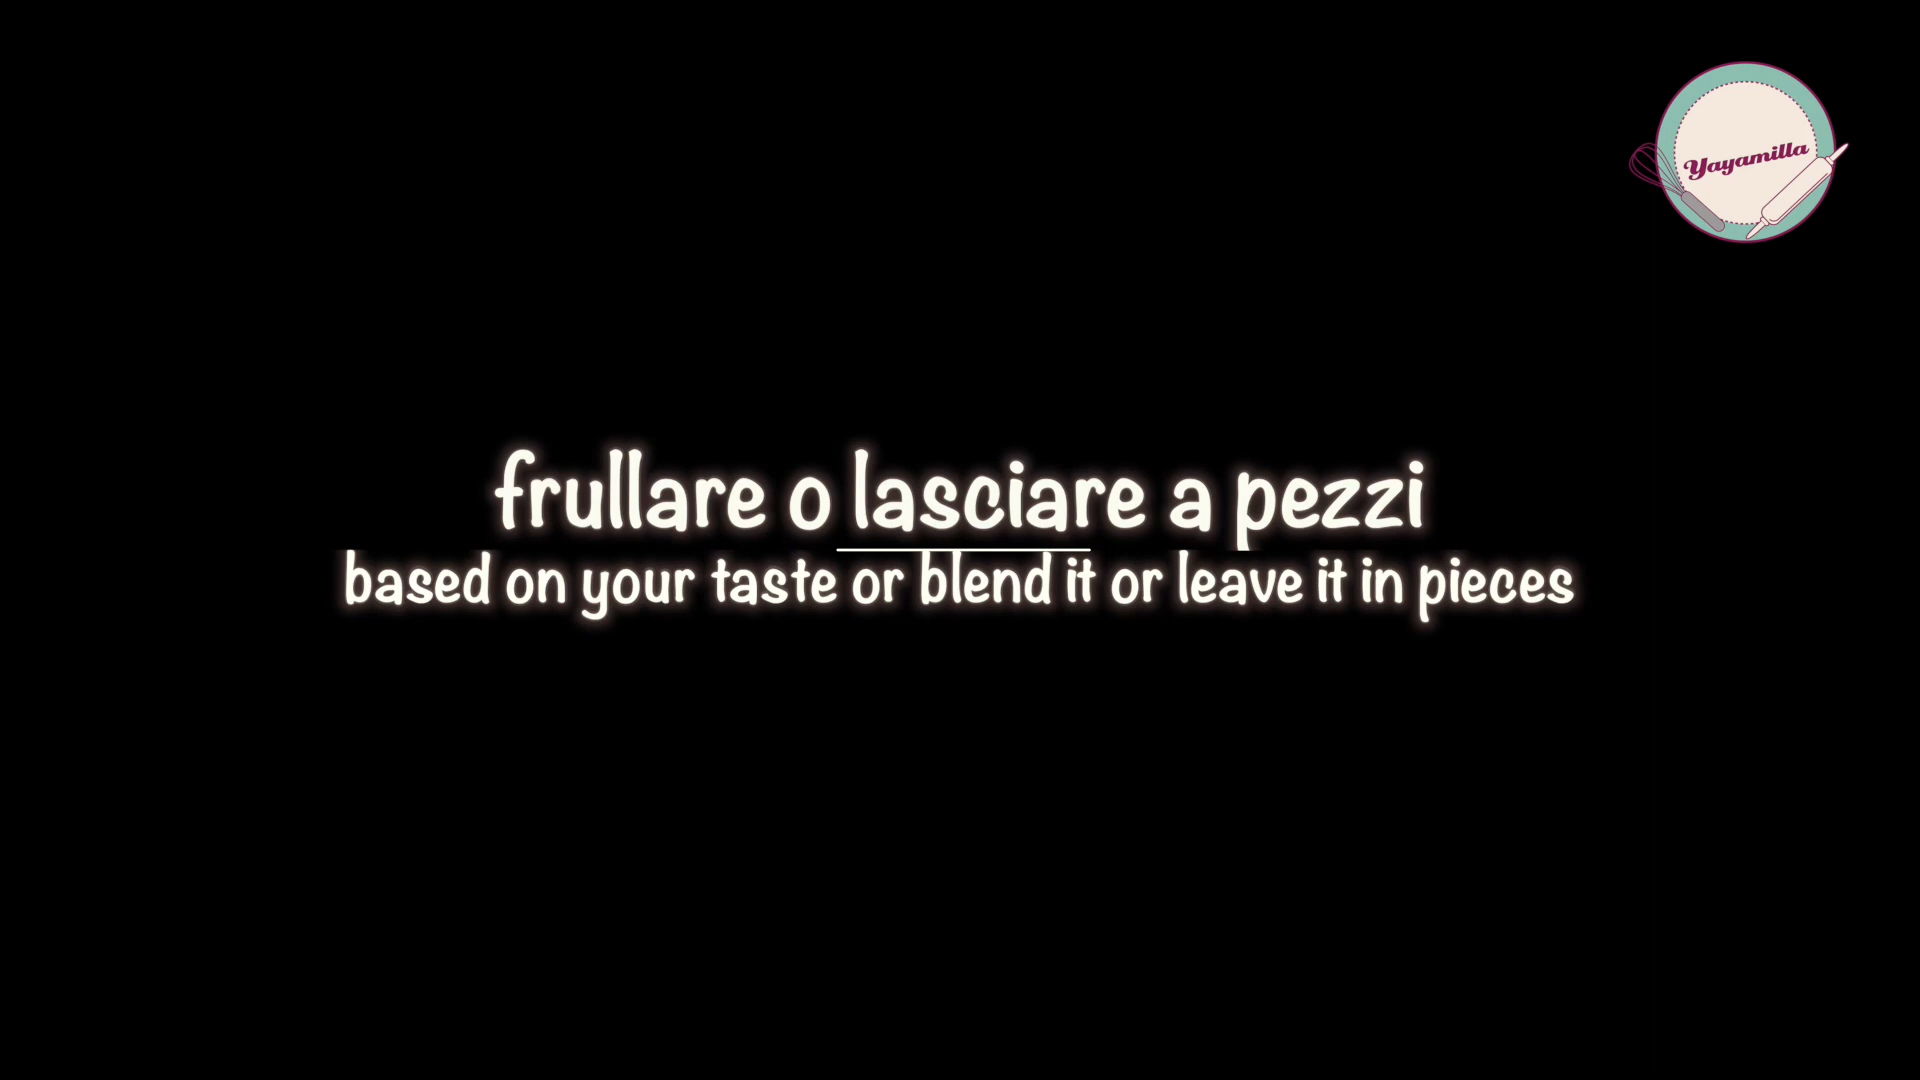 Yayamilla
frullare o lasciare a pezzi
based on your taste or blend it or leave it in pieces